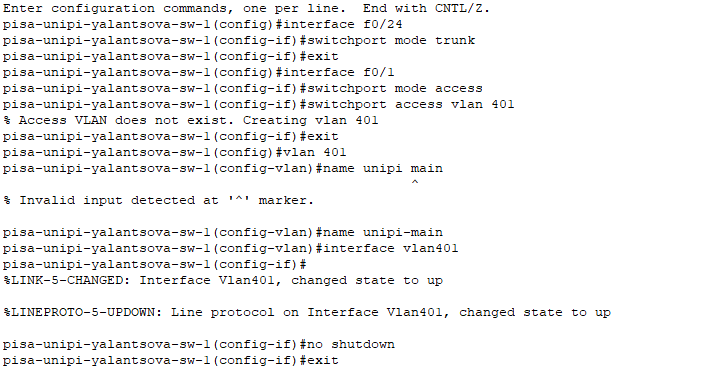 Enter configuration commands, one per line.  End with CNTL/Z.
pisa-unipi-yalantsova-sw-1(config)#interface f0/24
pisa-unipi-yalantsova-sw-1(config-if)#switchport mode trunk
pisa-unipi-yalantsova-sw-1(config-if)#exit
pisa-unipi-yalantsova-sw-1(config)#interface f0/1
pisa-unipi-yalantsova-sw-1(config-if)#switchport mode access
pisa-unipi-yalantsova-sw-1(config-if)#switchport access vlan 401
% Access VLAN does not exist. Creating vlan 401
pisa-unipi-yalantsova-sw-1(config-if)#exit
pisa-unipi-yalantsova-sw-1(config)#vlan 401
pisa-unipi-yalantsova-sw-1(config-vlan)#name unipi main
^
% Invalid input detected at '^' marker.
pisa-unipi-yalantsova-sw-1(config-vlan)#name unipi-main
pisa-unipi-yalantsova-sw-1(config-vlan)#interface vlan401
pisa-unipi-yalantsova-sw-1(config-if)#
%LINK-5-CHANGED: Interface Vlan401, changed state to up
%LINEPROTO-5-UPDOWN: Line protocol on Interface Vlan401, changed state to up
pisa-unipi-yalantsova-sw-1(config-if)#no shutdown
pisa-unipi-yalantsova-sw-1(config-if)#exit